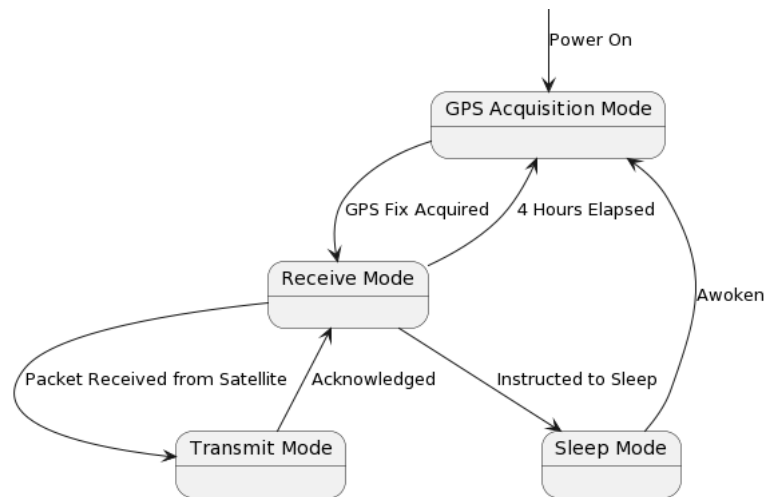 Power On
GPS Acquisition Mode
GPS Fix Acquired
4 Hours Elapsed
Receive Mode
Awoken
Packet Received from Satellite
Acknowledged
Instructed to Sleep
Transmit Mode
Sleep Mode